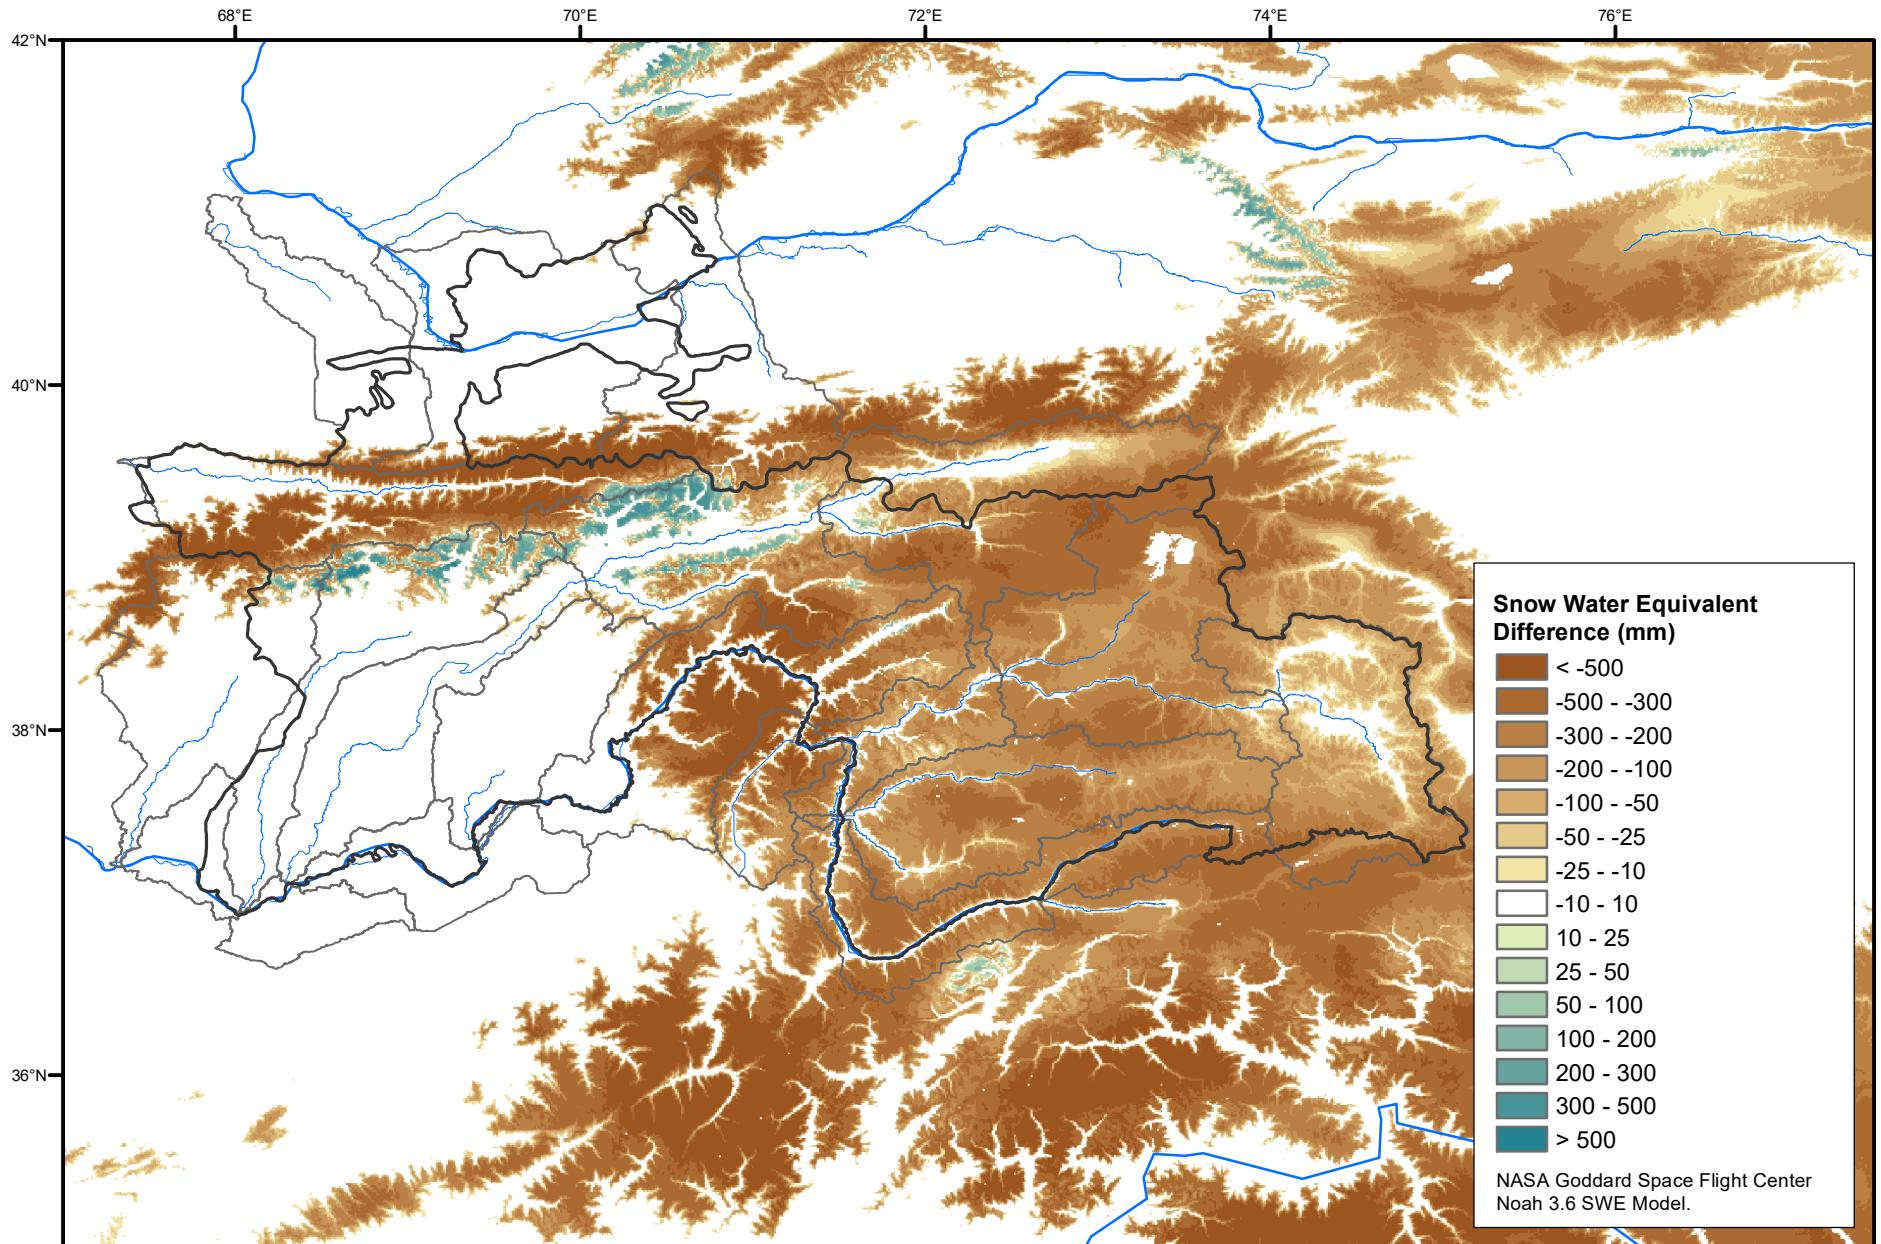 68°E
70°E
72°E
74°E
76°E
42°N
40°N
38°N
36°N
Snow Water Equivalent
Difference (mm)
< -500
-500 - -300
-300 - -200
-200 - -100
-100 - -50
-50 - -25
-25 - -10
-10 - 10
10 - 25
25 - 50
50 - 100
100 - 200
200 - 300
300 - 500
> 500
NASA Goddard Space Flight Center
Noah 3.6 SWE Model.